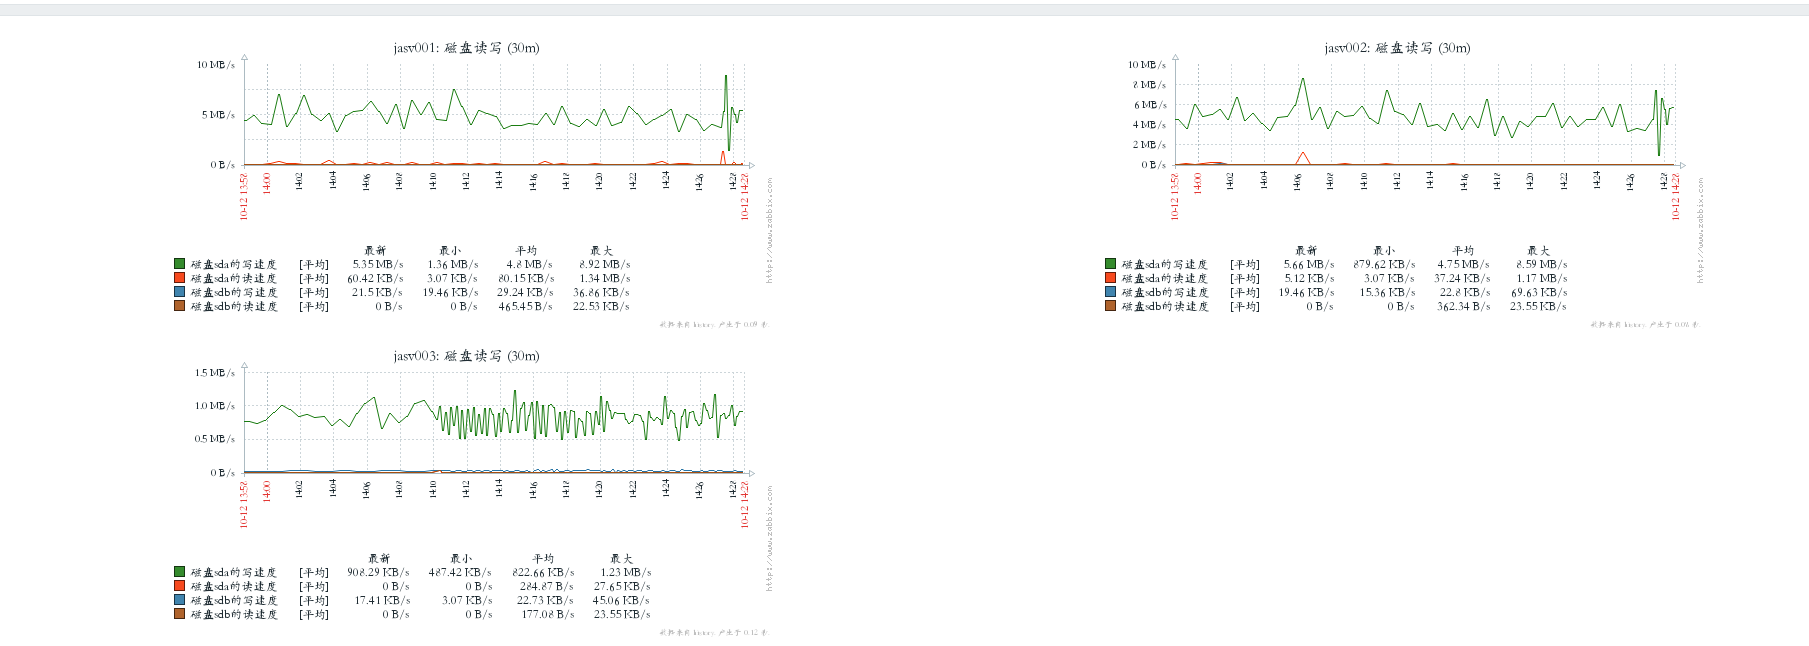 jasv001: 磁盘读写 (30m)
10 MB/s
5 MB/s
0 B/s
10-12 13:58
14:00
14:02
14:04
14:06
14:08
14:10
14:12
14:14
14:16
14:18
14:20
14:22
14:24
14:26
14:28
10-12 14:28
http://www.zabbix.com
最新 最小 平均 最大
磁盘sda的写速度 [平均] 5.35 MB/s 1.36 MB/s 4.8 MB/s 8.92 MB/s
磁盘sda的读速度 [平均] 60.42 KB/s 3.07 KB/s 80.15 KB/s 1.34 MB/s
磁盘sdb的写速度 [平均] 21.5 KB/s 19.46 KB/s 29.24 KB/s 36.86 KB/s
磁盘sdb的读速度 [平均] 0 B/s 0 B/s 465.45 B/s 22.53 KB/s
jasv002: 磁盘读写 (30m)
10 MB/s
8 MB/s
6 MB/s
4 MB/s
2 MB/s
0 B/s
10-12 13:58
14:00
14:02
14:04
14:06
14:08
14:10
14:12
14:14
14:16
14:18
14:20
14:22
14:24
14:26
14:28
10-12 14:28
http://www.zabbix.com
最新 最小 平均 最大
磁盘sda的写速度 [平均] 5.66 MB/s 879.62 KB/s 4.75 MB/s 8.59 MB/s
磁盘sda的读速度 [平均] 5.12 KB/s 3.07 KB/s 37.24 KB/s 1.17 MB/s
磁盘sdb的写速度 [平均] 19.46 KB/s 15.36 KB/s 22.8 KB/s 69.63 KB/s
磁盘sdb的读速度 [平均] 0 B/s 0 B/s 362.34 B/s 23.55 KB/s
jasv003: 磁盘读写 (30m)
1.5 MB/s
1.0 MB/s
0.5 MB/s
0 B/s
10-12 13:58
14:00
14:02
14:04
14:06
14:08
14:10
14:12
14:14
14:16
14:18
14:20
14:22
14:24
14:26
14:28
10-12 14:28
http://www.zabbix.com
最新 最小 平均 最大
磁盘sda的写速度 [平均] 908.29 KB/s 487.42 KB/s 822.66 KB/s 1.23 MB/s
磁盘sda的读速度 [平均] 0 B/s 0 B/s 284.87 B/s 27.65 KB/s
磁盘sdb的写速度 [平均] 17.41 KB/s 3.07 KB/s 22.73 KB/s 45.06 KB/s
磁盘sdb的读速度 [平均] 0 B/s 0 B/s 177.08 B/s 23.55 KB/s